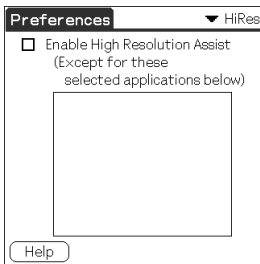 Preferences HiRes
Enable High Resolution Assist
(Except for these
selected applications below)
Help